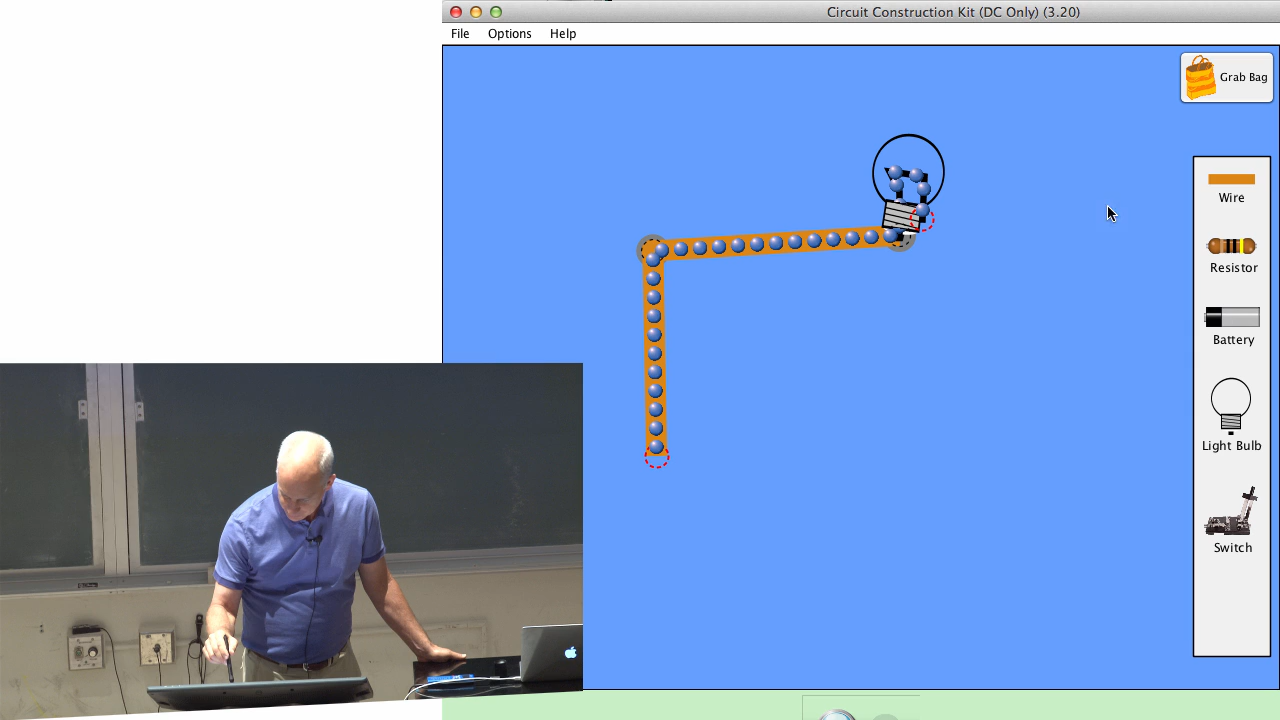 Circuit Construction Kit (DC Only) (3.20)
File Options Help
Grab Bag
Wire
Resistor
Battery
Light Bulb
Switch